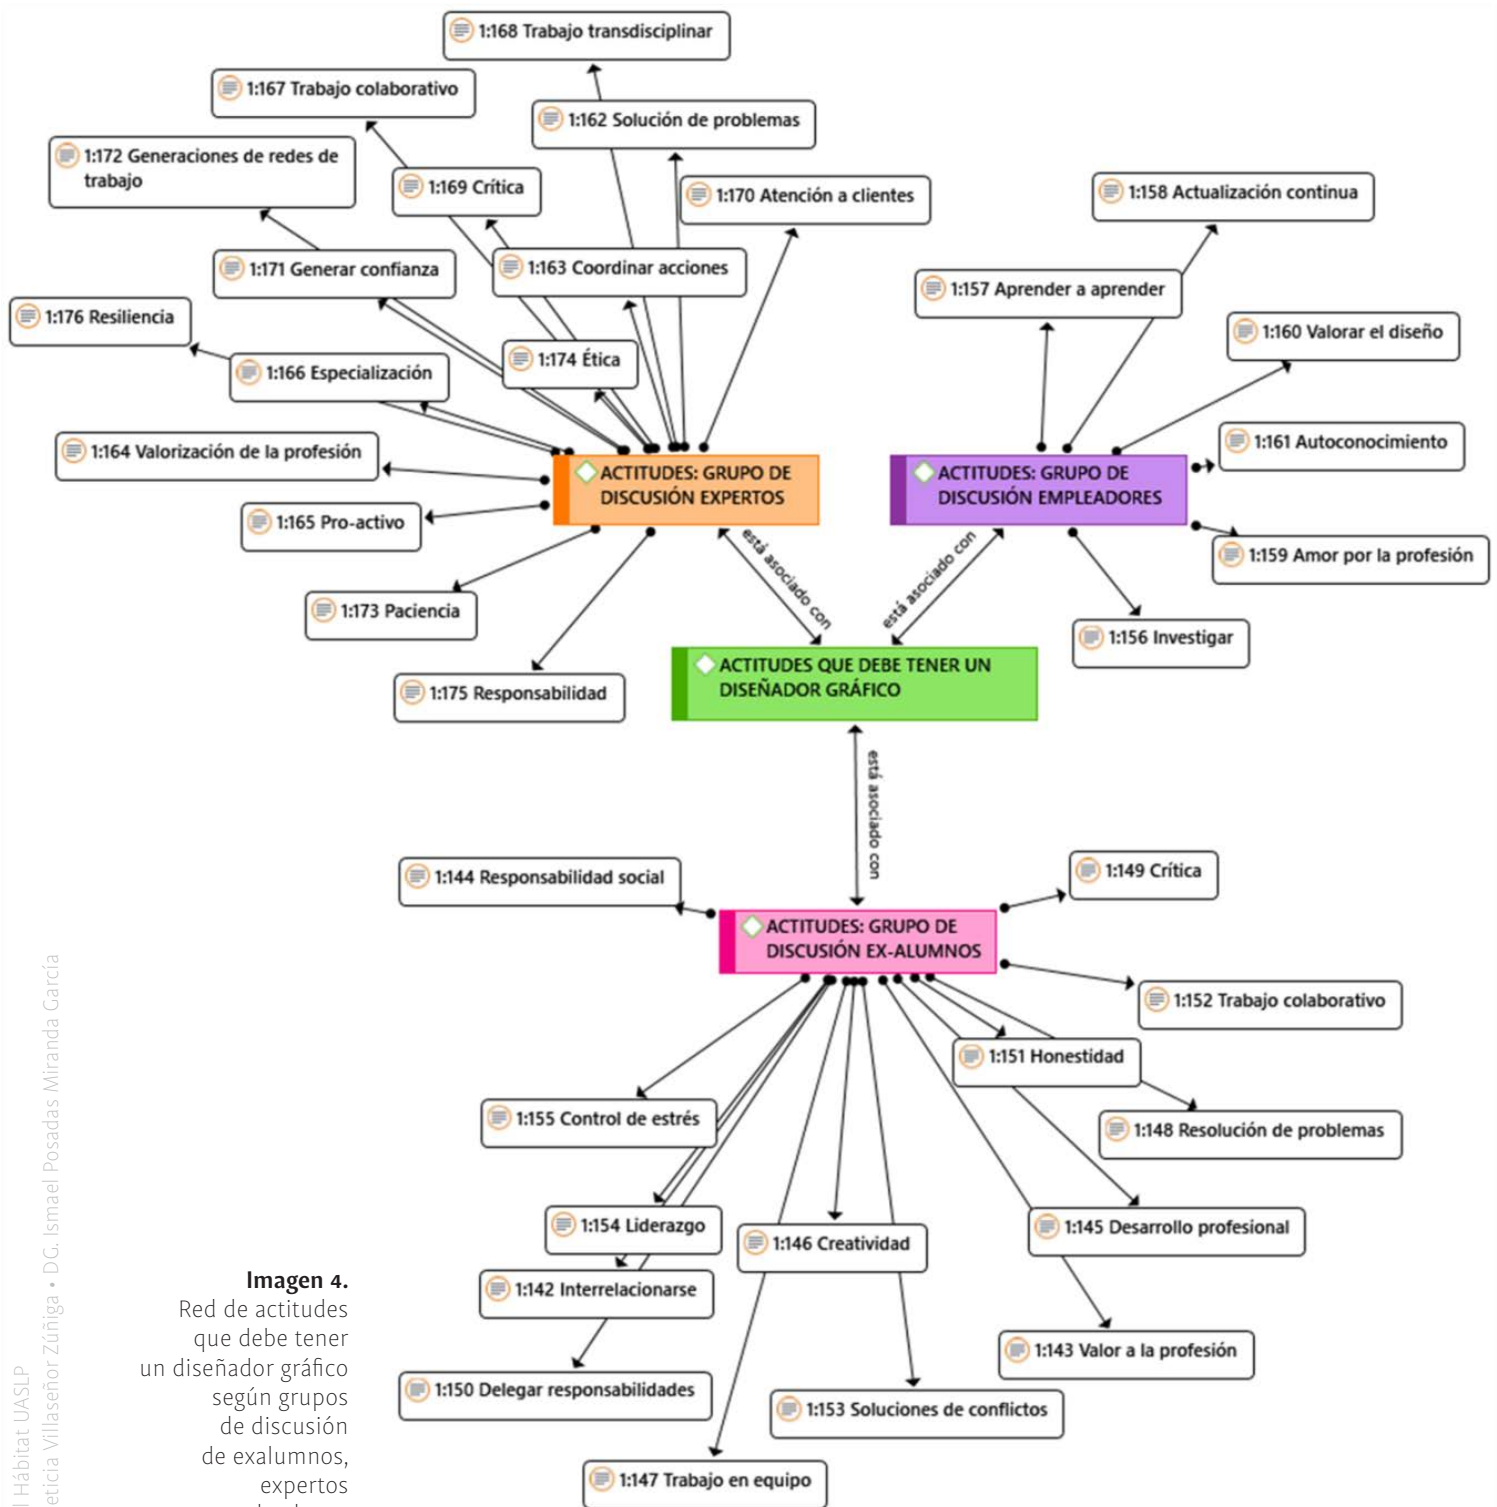 1:168 Trabajo transdisciplinar
1:167 Trabajo colaborativo
1:162 Solución de problemas
1:172 Generaciones de redes de
trabajo
1:169 Crítica
1:170 Atención a clientes
1:158 Actualización continua
1:171 Generar confianza
1:163 Coordinar acciones
1:157 Aprender a aprender
1:176 Resiliencia
1:160 Valorar el diseño
1:174 Ética
1:166 Especialización
1:164 Valorización de la profesión
1:161 Autoconocimiento
ACTITUDES: GRUPO DE
DISCUSIÓN EXPERTOS
ACTITUDES: GRUPO DE
DISCUSIÓN EMPLEADORES
1:165 Pro-activo
1:159 Amor por la profesión
está asociado con
está asociado con
1:173 Paciencia
1:156 Investigar
ACTITUDES QUE DEBE TENER UN
DISEÑADOR GRÁFICO
1:175 Responsabilidad
está asociado con
1:144 Responsabilidad social
1:149 Crítica
ACTITUDES: GRUPO DE
DISCUSIÓN EX-ALUMNOS
1:152 Trabajo colaborativo
1:151 Honestidad
1:155 Control de estrés
1:148 Resolución de problemas
1:154 Liderazgo
1:146 Creatividad
1:145 Desarrollo profesional
1:142 Interrelacionarse
1:143 Valor a la profesión
1:150 Delegar responsabilidades
1:153 Soluciones de conflictos
1:147 Trabajo en equipo
Imagen 4.
Red de actitudes
que debe tener
un diseñador gráfico
según grupos
de discusión
de exalumnos,
expertos
Hábitat UASLP
Villaseñor Zúñiga • DG. Ismael Posadas Miranda García